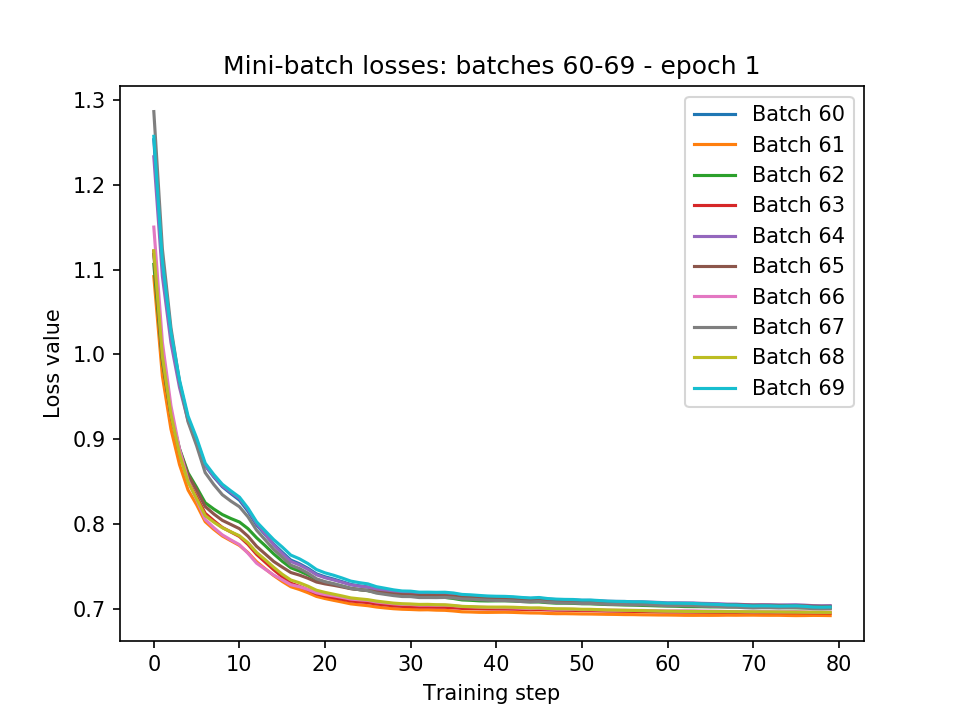 Mini-batch losses: batches 60-69 - epoch 1
1.3
1.2
1.1
1.0
0.9
0.8
0.7
Loss value
0
10
20
30
40
50
60
70
80
Training step
Batch 60
Batch 61
Batch 62
Batch 63
Batch 64
Batch 65
Batch 66
Batch 67
Batch 68
Batch 69